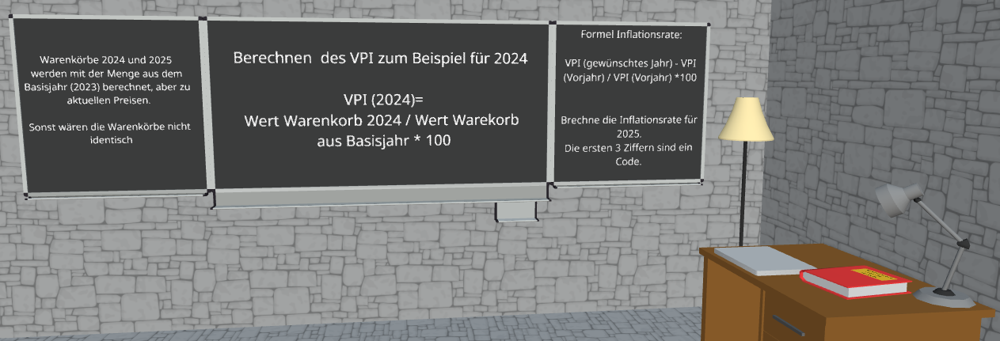 Warenkörbe 2024 und 2025
werden mit der Menge aus dem
Basisjahr (2023) berechnet, aber zu
aktuellen Preisen.
Sonst wären die Warenkörbe nicht
identisch
Berechnen des VPI zum Beispiel für 2024
VPI (2024)=
Wert Warenkorb 2024 / Wert Warekorb
aus Basisjahr * 100
Formel Inflationsrate:
VPI (gewünschtes Jahr) - VPI
(Vorjahr) / VPI (Vorjahr) *100
Brechne die Inflationsrate für
2025.
Die ersten 3 Ziffern sind ein
Code.